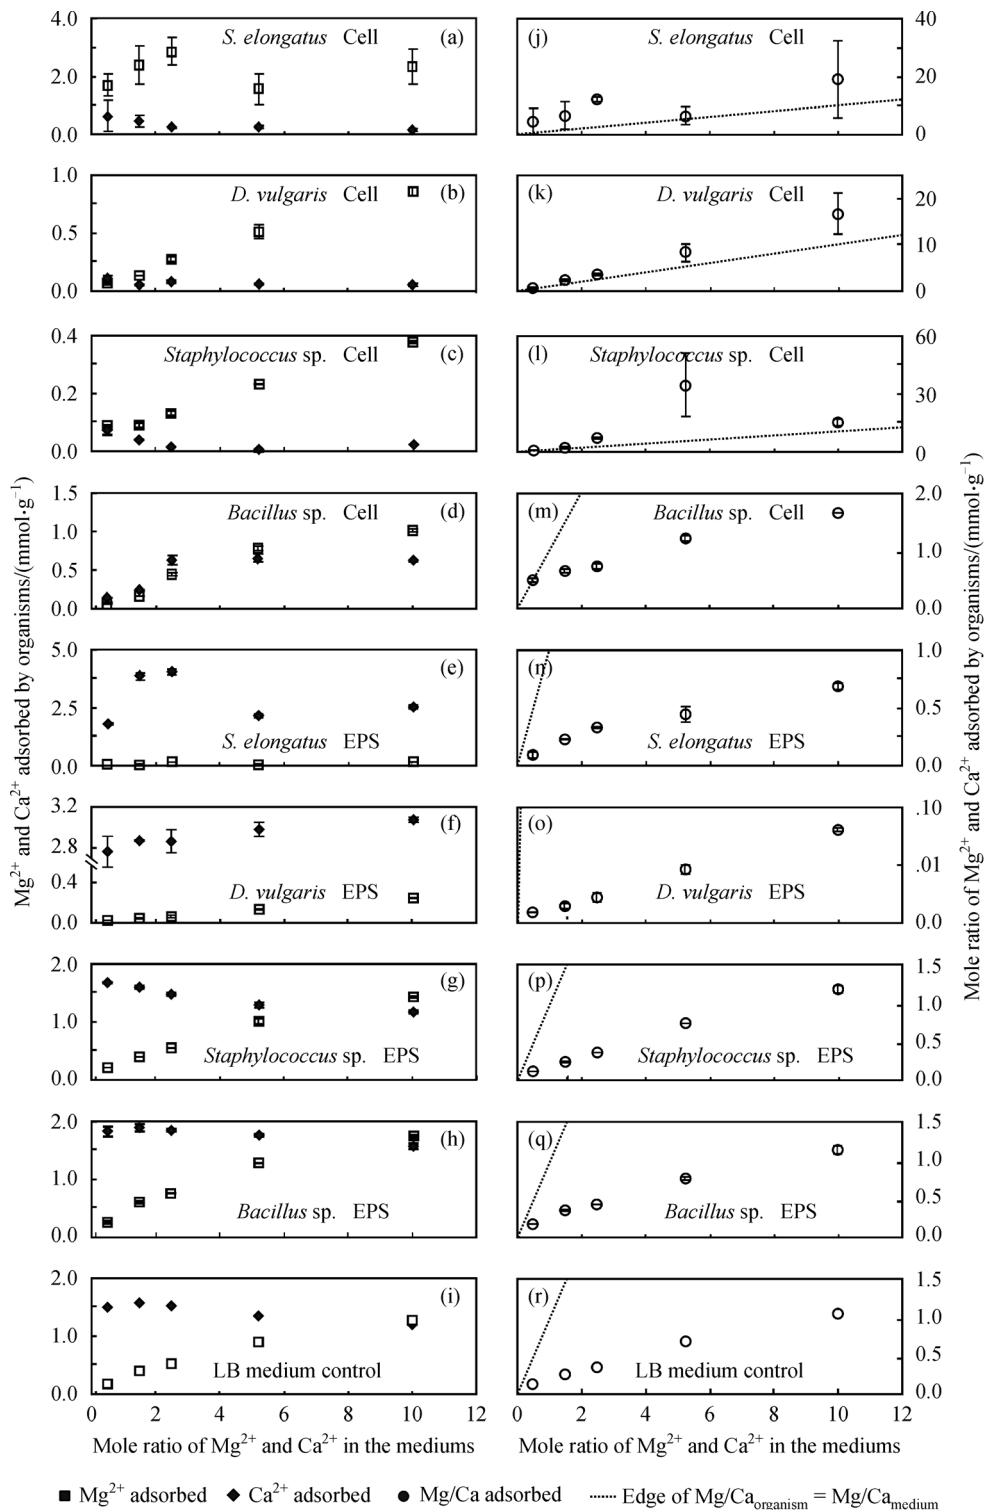 4.0
2.0
0.0
S. elongatus Cell (a)
(j) S. elongatus Cell
40
20
0
1.0
0.5
0.0
D. vulgaris Cell (b)
(k) D. vulgaris Cell
20
10
0
0.4
0.2
0.0
Staphylococcus sp. Cell (c)
(l) Staphylococcus sp. Cell
60
30
0
1.5
1.0
0.5
0.0
Bacillus sp. Cell (d)
(m) Bacillus sp. Cell
2.0
1.0
0.0
5.0
2.5
0.0
(e)
S. elongatus EPS
(n)
S. elongatus EPS
1.0
0.5
0.0
3.2
2.8
0.4
0.0
(f)
D. vulgaris EPS
(o)
D. vulgaris EPS
.10
.01
0.0
2.0
1.0
0.0
(g)
Staphylococcus sp. EPS
(p)
Staphylococcus sp. EPS
1.5
1.0
0.5
0.0
2.0
1.0
0.0
(h)
Bacillus sp. EPS
(q)
Bacillus sp. EPS
1.5
1.0
0.5
0.0
2.0
1.0
0.0
(i)
LB medium control
(r)
LB medium control
1.5
1.0
0.5
0.0
0 2 4 6 8 10 12
0 2 4 6 8 10 12
Mole ratio of Mg²⁺ and Ca²⁺ in the mediums
Mole ratio of Mg²⁺ and Ca²⁺ in the mediums
Mg²⁺ and Ca²⁺ adsorbed by organisms/(mmol·g⁻¹)
Mole ratio of Mg²⁺ and Ca²⁺ adsorbed by organisms/(mmol·g⁻¹)
Mg²⁺ adsorbed Ca²⁺ adsorbed Mg/Ca adsorbed Edge of Mg/Ca_organism = Mg/Ca_medium